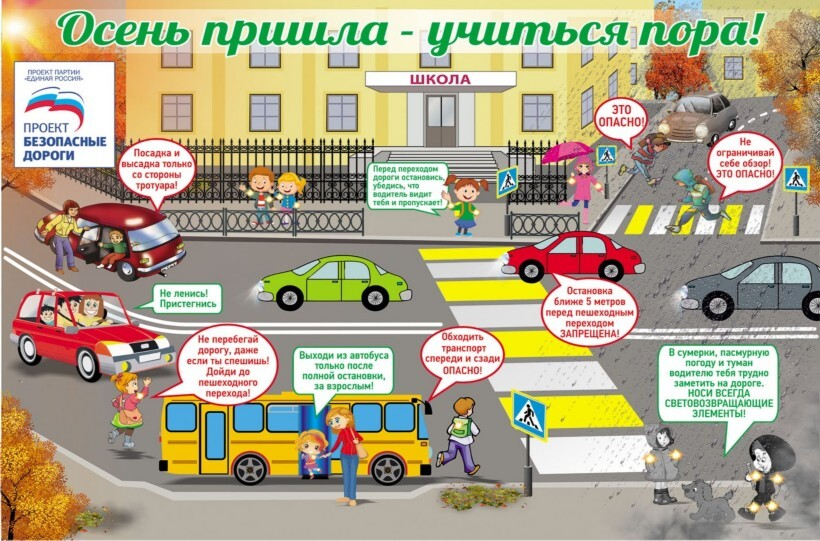 Осень пришла - учиться пора!
ПРОЕКТ ПАРТИИ
«ЕДИНАЯ РОССИЯ»
ПРОЕКТ
БЕЗОПАСНЫЕ
ДОРОГИ
ШКОЛА
ЭТО
ОПАСНО!
Посадка и
высадка только
со стороны
тротуара!
Перед переходом
дороги остановись,
убедись, что
водитель видит
тебя и пропускает!
Не
ограничивай
себе обзор!
ЭТО ОПАСНО!
Не ленись!
Пристегнись
Остановка
ближе 5 метров
перед пешеходным
переходом
ЗАПРЕЩЕНА!
Не перебегай
дорогу, даже
если ты спешишь!
Дойди до
пешеходного
перехода!
Выходи из автобуса
только после
полной остановки,
за взрослым!
Обходить
транспорт
спереди и сзади
ОПАСНО!
В сумерки, пасмурную
погоду и туман
водителю тебя трудно
заметить на дороге.
НОСИ ВСЕГДА
СВЕТОВОЗВРАЩАЮЩИЕ
ЭЛЕМЕНТЫ!